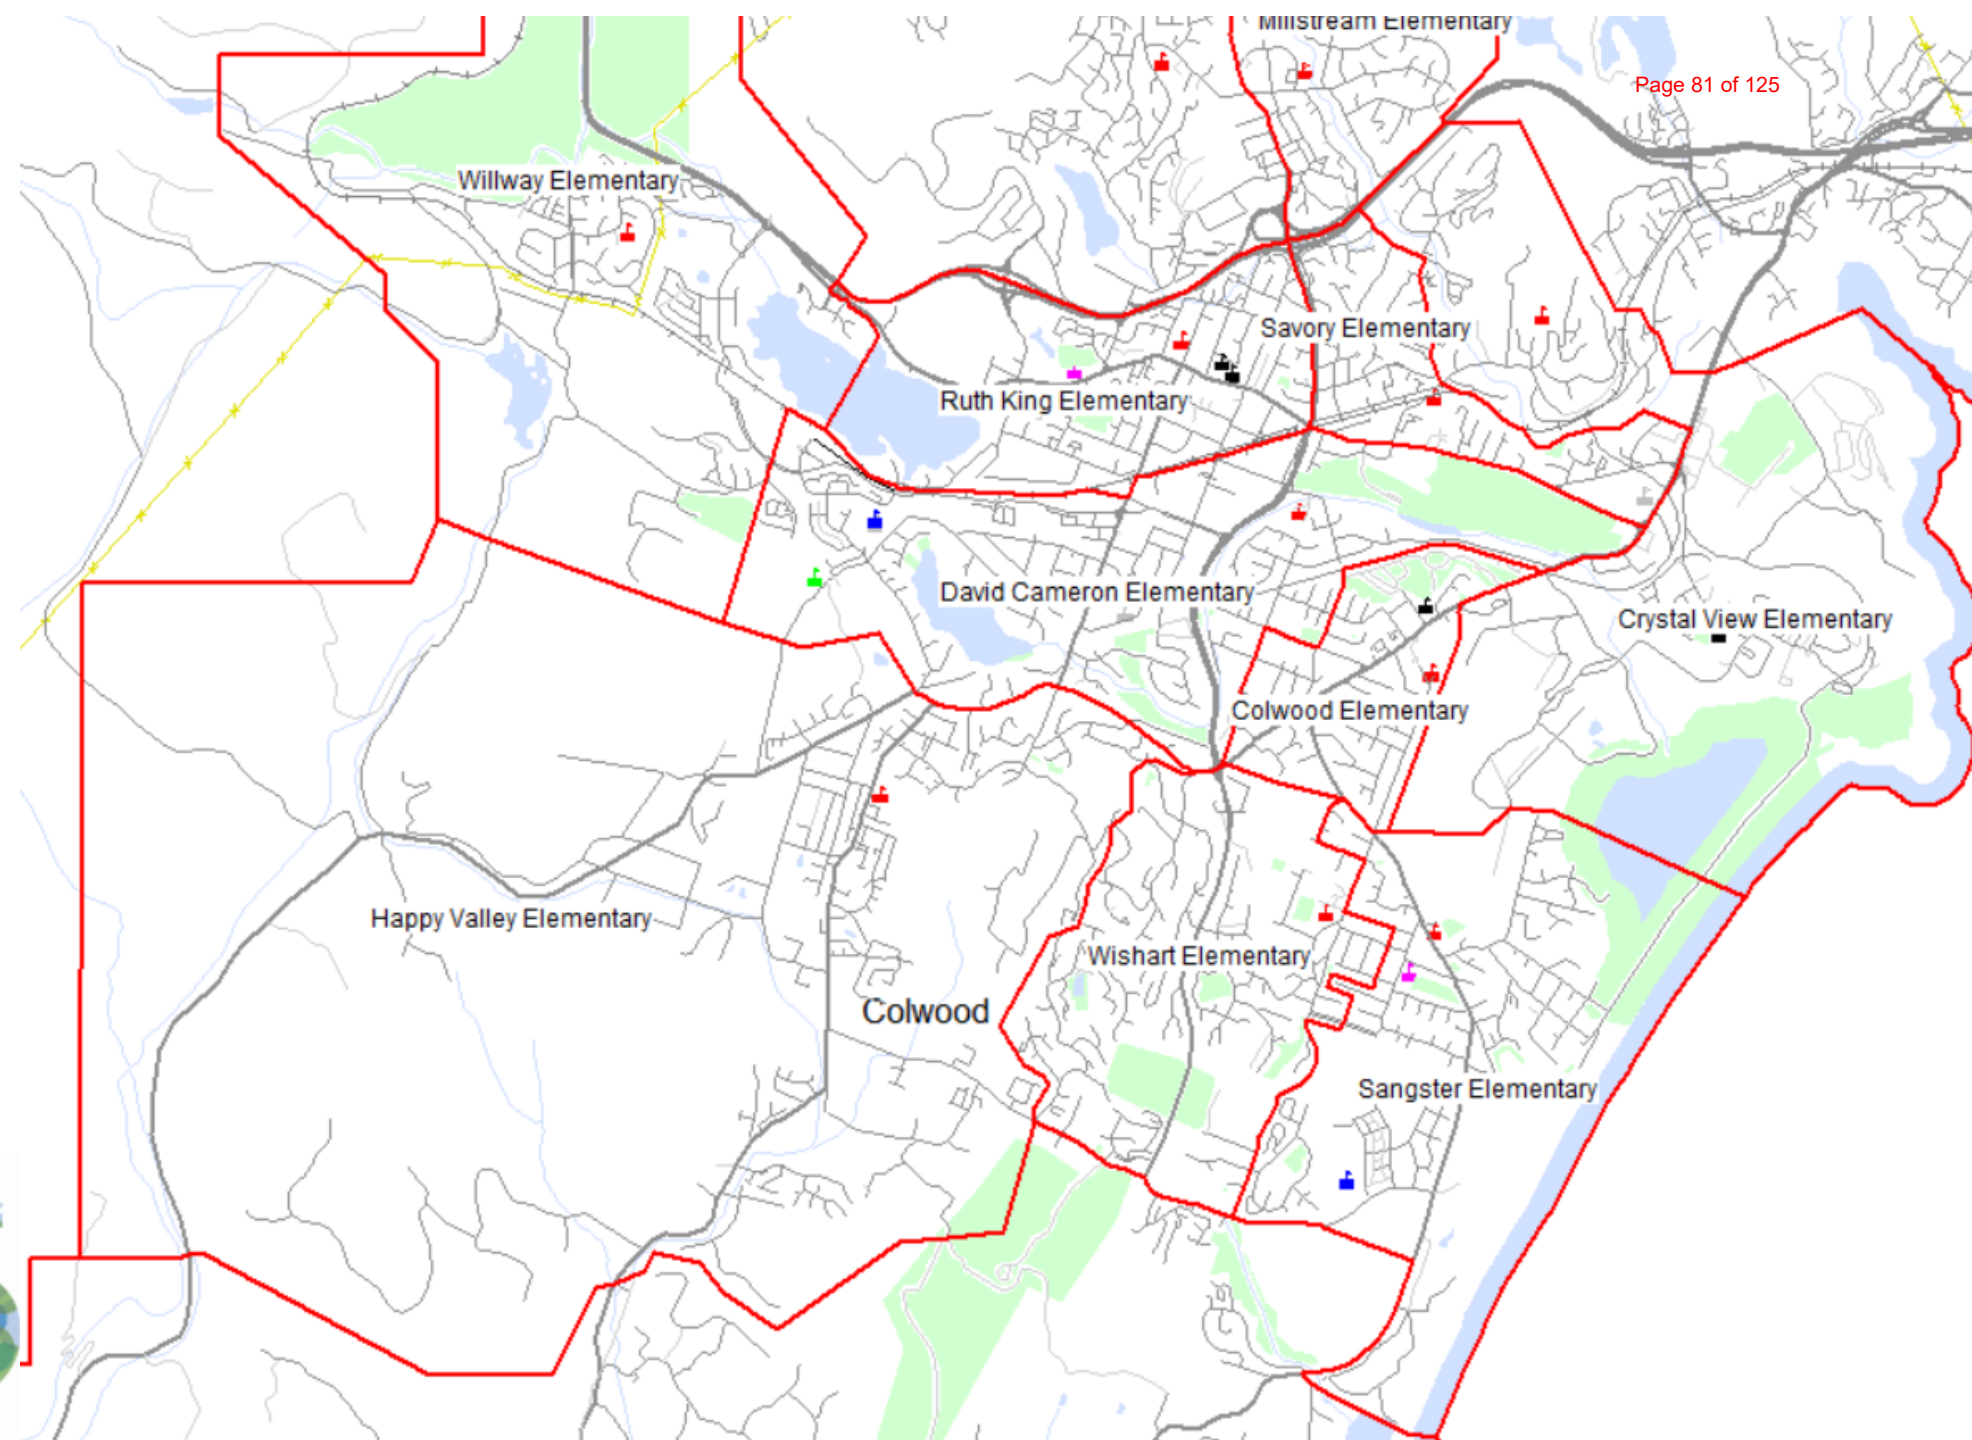 Millstream Elementary
Page 81 of 125
Willway Elementary
Savory Elementary
Ruth King Elementary
David Cameron Elementary
Crystal View Elementary
Colwood Elementary
Happy Valley Elementary
Wishart Elementary
Colwood
Sangster Elementary